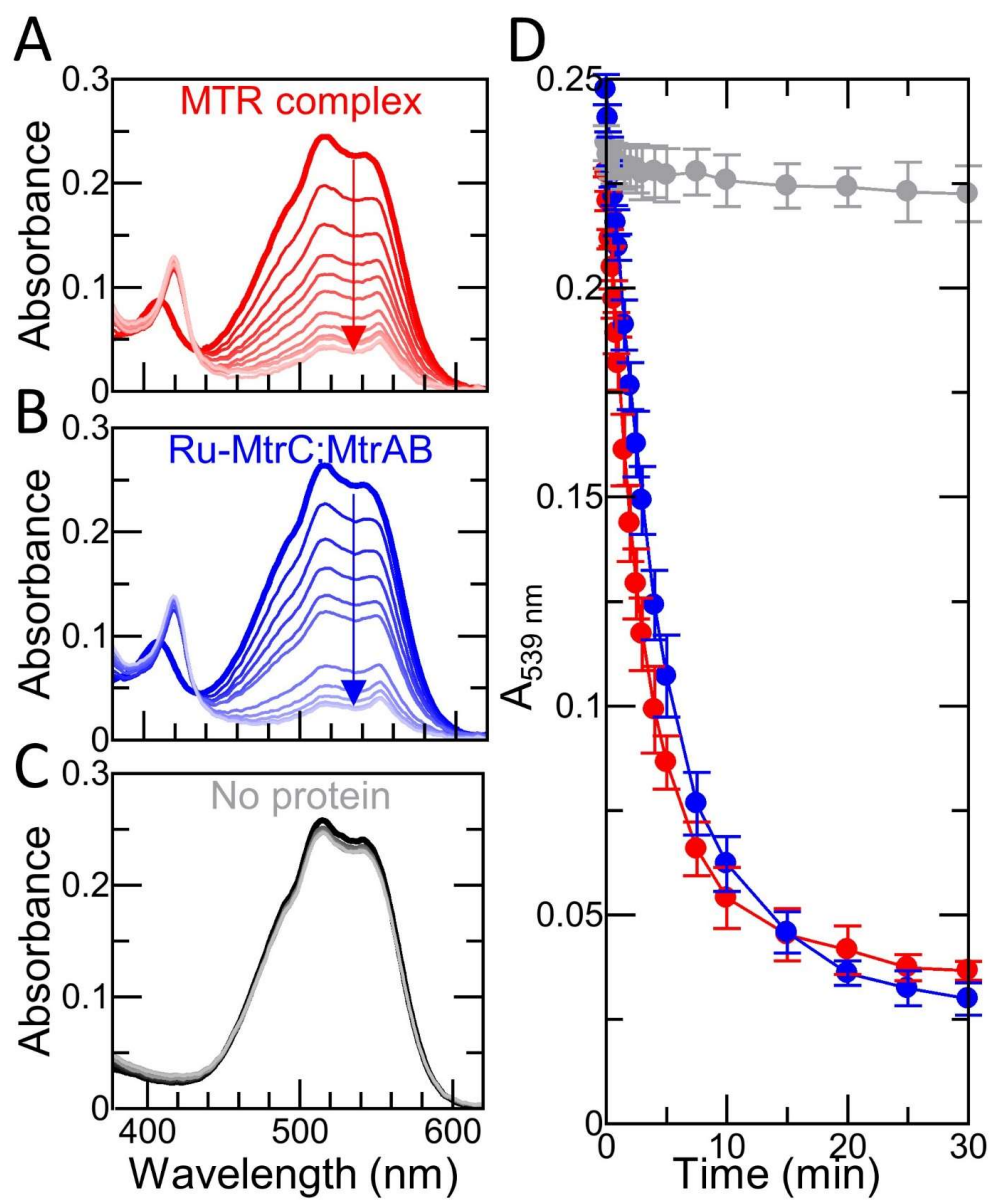 A
MTR complex
0.3
0.2
0.1
0
Absorbance
B
Ru-MtrC:MtrAB
0.3
0.2
0.1
0
Absorbance
C
No protein
0.3
0.2
0.1
0
Absorbance
400 500 600
Wavelength (nm)
D
0.25
0.2
0.15
0.1
0.05
0
A539 nm
0 10 20 30
Time (min)